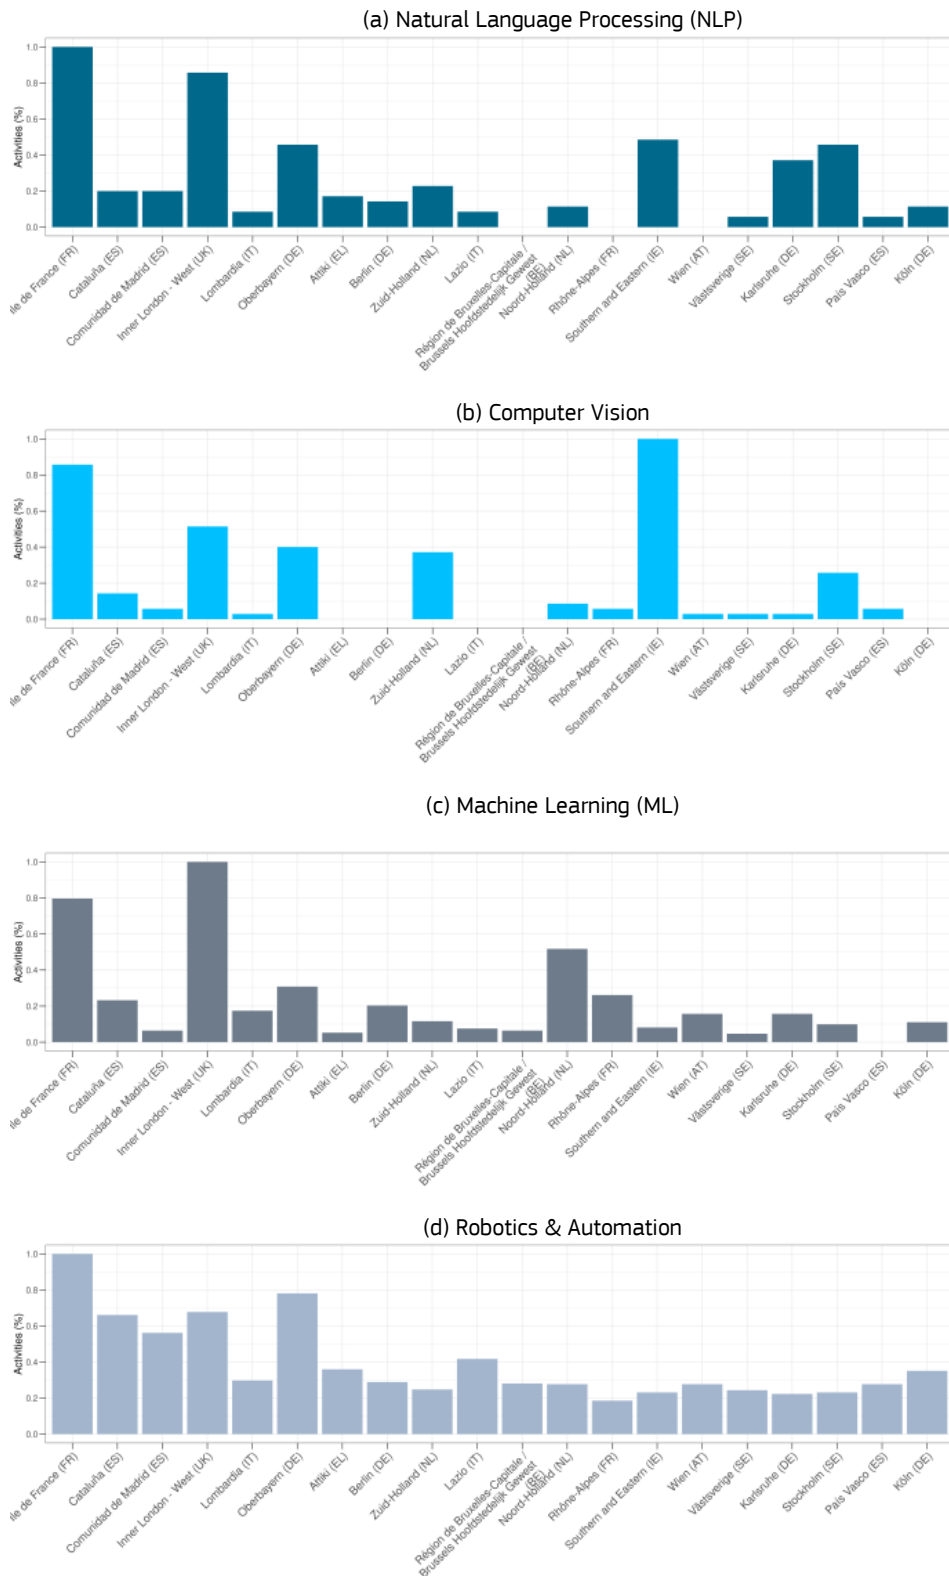 (a) Natural Language Processing (NLP)
Activities (%)
1.0
0.8
0.6
0.4
0.2
0.0
Ile de France (FR)
Cataluña (ES)
Comunidad de Madrid (ES)
Inner London - West (UK)
Lombardia (IT)
Oberbayern (DE)
Attiki (EL)
Berlin (DE)
Zuid-Holland (NL)
Lazio (IT)
Région de Bruxelles-Capitale /
Brussels Hoofdstedelijk Gewest
(BE)
Noord-Holland (NL)
Rhône-Alpes (FR)
Southern and Eastern (IE)
Wien (AT)
Västsverige (SE)
Karlsruhe (DE)
Stockholm (SE)
País Vasco (ES)
Köln (DE)
(b) Computer Vision
Activities (%)
1.0
0.8
0.6
0.4
0.2
0.0
Ile de France (FR)
Cataluña (ES)
Comunidad de Madrid (ES)
Inner London - West (UK)
Lombardia (IT)
Oberbayern (DE)
Attiki (EL)
Berlin (DE)
Zuid-Holland (NL)
Lazio (IT)
Région de Bruxelles-Capitale /
Brussels Hoofdstedelijk Gewest
(BE)
Noord-Holland (NL)
Rhône-Alpes (FR)
Southern and Eastern (IE)
Wien (AT)
Västsverige (SE)
Karlsruhe (DE)
Stockholm (SE)
País Vasco (ES)
Köln (DE)
(c) Machine Learning (ML)
Activities (%)
1.0
0.8
0.6
0.4
0.2
0.0
Ile de France (FR)
Cataluña (ES)
Comunidad de Madrid (ES)
Inner London - West (UK)
Lombardia (IT)
Oberbayern (DE)
Attiki (EL)
Berlin (DE)
Zuid-Holland (NL)
Lazio (IT)
Région de Bruxelles-Capitale /
Brussels Hoofdstedelijk Gewest
(BE)
Noord-Holland (NL)
Rhône-Alpes (FR)
Southern and Eastern (IE)
Wien (AT)
Västsverige (SE)
Karlsruhe (DE)
Stockholm (SE)
País Vasco (ES)
Köln (DE)
(d) Robotics & Automation
Activities (%)
1.0
0.8
0.6
0.4
0.2
0.0
Ile de France (FR)
Cataluña (ES)
Comunidad de Madrid (ES)
Inner London - West (UK)
Lombardia (IT)
Oberbayern (DE)
Attiki (EL)
Berlin (DE)
Zuid-Holland (NL)
Lazio (IT)
Région de Bruxelles-Capitale /
Brussels Hoofdstedelijk Gewest
(BE)
Noord-Holland (NL)
Rhône-Alpes (FR)
Southern and Eastern (IE)
Wien (AT)
Västsverige (SE)
Karlsruhe (DE)
Stockholm (SE)
País Vasco (ES)
Köln (DE)